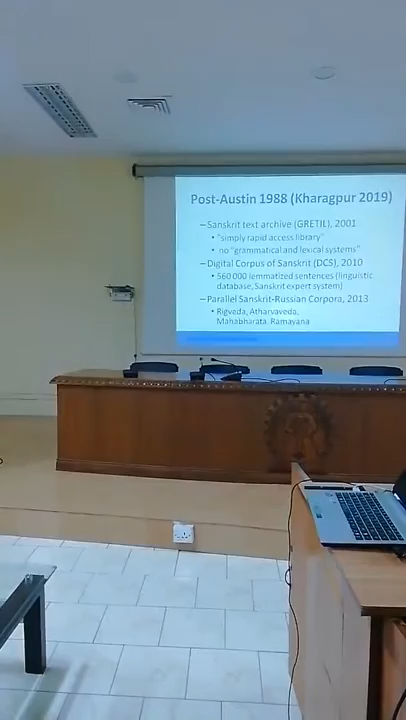 Post-Austin 1988 (Kharagpur 2019)
–Sanskrit text archive (GRETIL), 2001
• "simply rapid access library"
• no "grammatical and lexical systems"
–Digital Corpus of Sanskrit (DCS), 2010
• 560 000 lemmatized sentences (linguistic
database, Sanskrit expert system)
–Parallel Sanskrit-Russian Corpora, 2013
• Rigveda, Atharvaveda,
Mahabharata, Ramayana